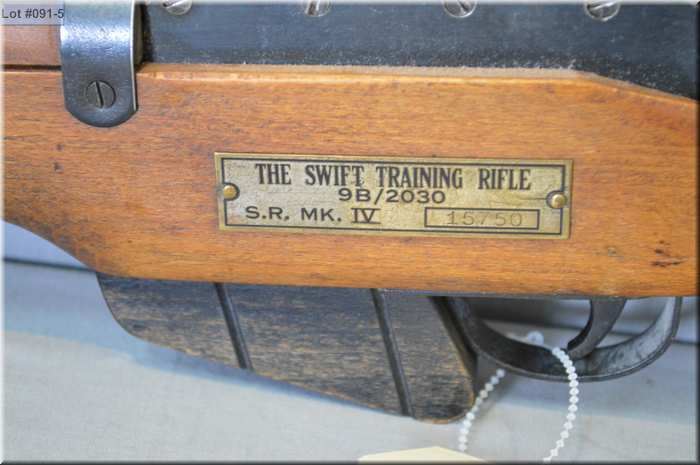 Lot #091-5
THE SWIFT TRAINING RIFLE
9B/2030
S.R. MK. IV 15750